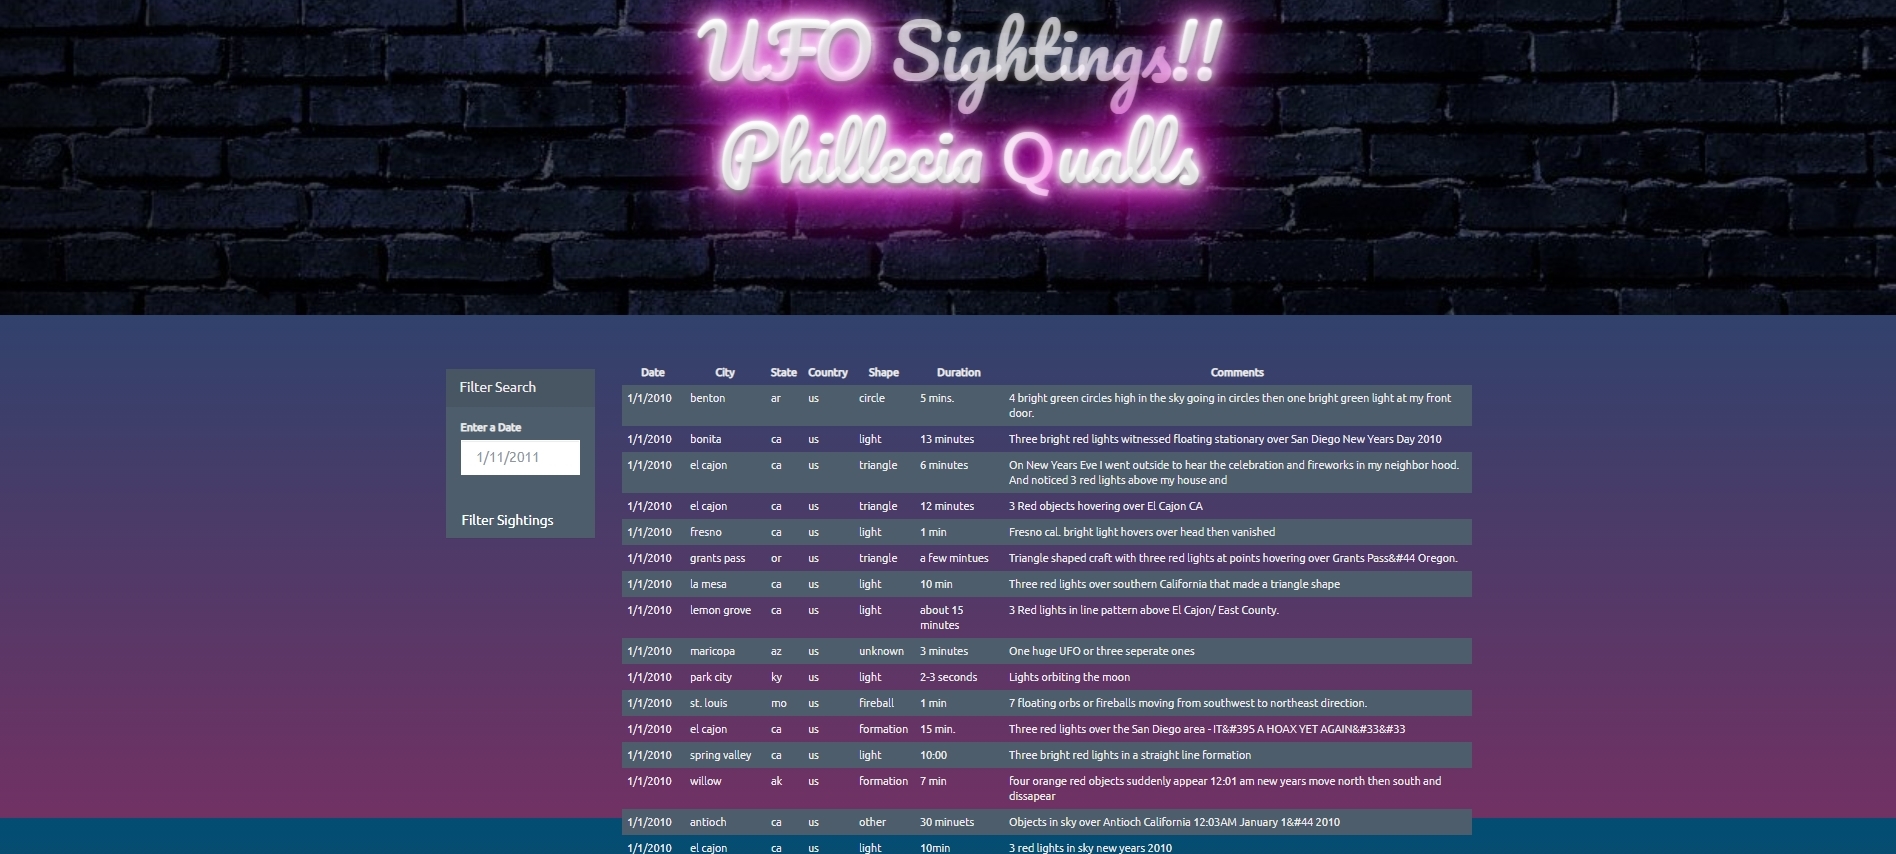 UFO Sightings!!
Phillecia Qualls
Filter Search
Enter a Date
1/11/2011
Filter Sightings
Date City State Country Shape Duration Comments
1/1/2010 benton ar us circle 5 mins. 4 bright green circles high in the sky going in circles then one bright green light at my front
door.
1/1/2010 bonita ca us light 13 minutes Three bright red lights witnessed floating stationary over San Diego New Years Day 2010
1/1/2010 el cajon ca us triangle 6 minutes On New Years Eve I went outside to hear the celebration and fireworks in my neighbor hood.
And noticed 3 red lights above my house and
1/1/2010 el cajon ca us triangle 12 minutes 3 Red objects hovering over El Cajon CA
1/1/2010 fresno ca us light 1 min Fresno cal. bright light hovers over head then vanished
1/1/2010 grants pass or us triangle a few mintues Triangle shaped craft with three red lights at points hovering over Grants Pass&#44 Oregon.
1/1/2010 la mesa ca us light 10 min Three red lights over southern California that made a triangle shape
1/1/2010 lemon grove ca us light about 15 3 Red lights in line pattern above El Cajon/ East County.
minutes
1/1/2010 maricopa az us unknown 3 minutes One huge UFO or three seperate ones
1/1/2010 park city ky us light 2-3 seconds Lights orbiting the moon
1/1/2010 st. louis mo us fireball 1 min 7 floating orbs or fireballs moving from southwest to northeast direction.
1/1/2010 el cajon ca us formation 15 min. Three red lights over the San Diego area - IT&#39S A HOAX YET AGAIN&#33&#33
1/1/2010 spring valley ca us light 10:00 Three bright red lights in a straight line formation
1/1/2010 willow ak us formation 7 min four orange red objects suddenly appear 12:01 am new years move north then south and
dissapear
1/1/2010 antioch ca us other 30 minuets Objects in sky over Antioch California 12:03AM January 1&#44 2010
1/1/2010 el cajon ca us light 10min 3 red lights in sky new years 2010